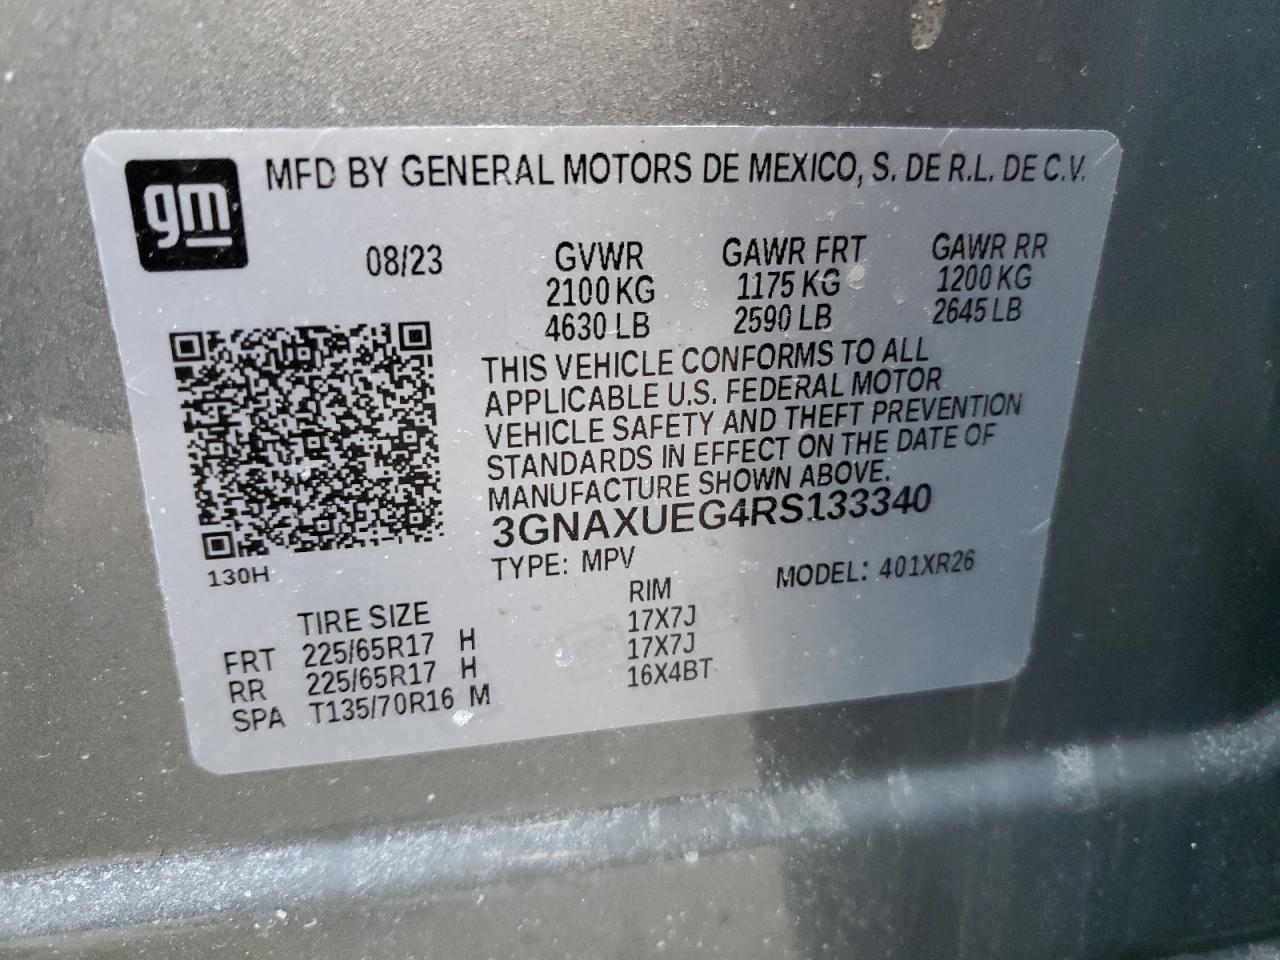 gm
MFD BY GENERAL MOTORS DE MEXICO, S. DE R.L. DE C.V.
08/23 GVWR GAWR FRT GAWR RR
2100 KG 1175 KG 1200 KG
4630 LB 2590 LB 2645 LB
THIS VEHICLE CONFORMS TO ALL
APPLICABLE U.S. FEDERAL MOTOR
VEHICLE SAFETY AND THEFT PREVENTION
STANDARDS IN EFFECT ON THE DATE OF
MANUFACTURE SHOWN ABOVE.
3GNAXUEG4RS133340
TYPE: MPV MODEL: 401XR26
130H
TIRE SIZE RIM
FRT 225/65R17 H 17X7J
RR 225/65R17 H 17X7J
SPA T135/70R16 M 16X4BT